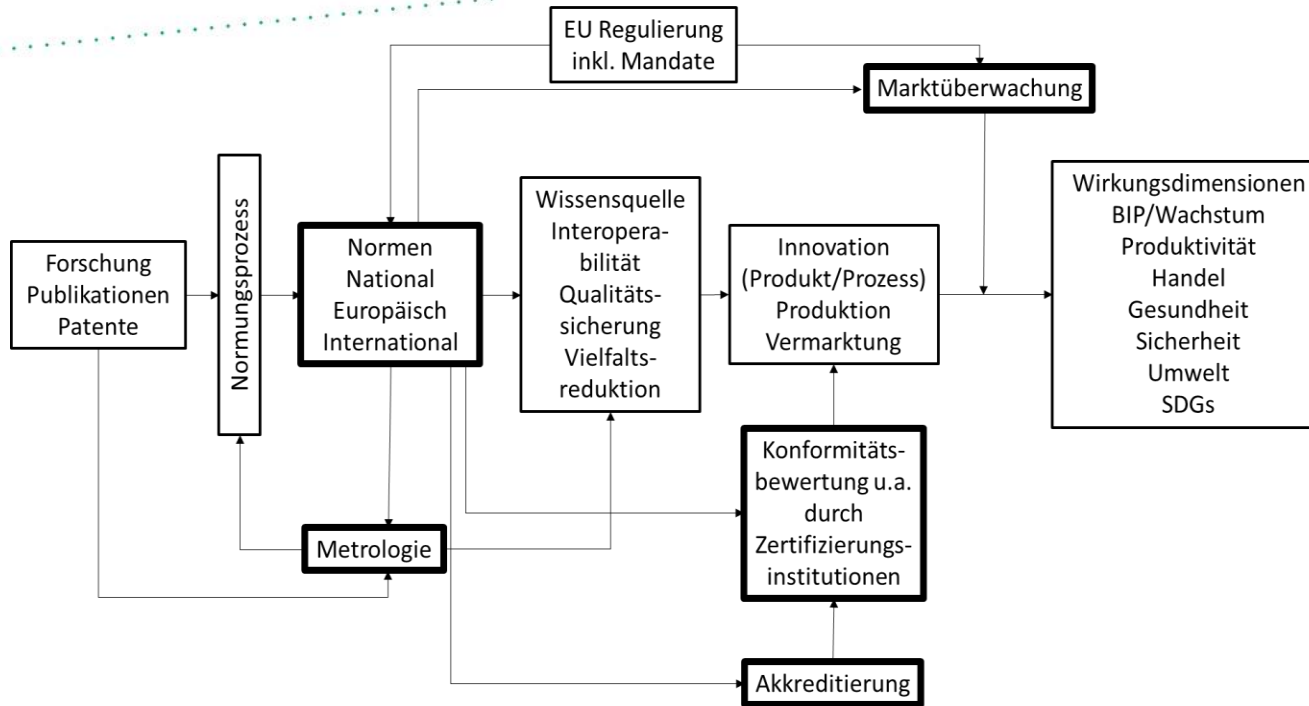 EU Regulierung
inkl. Mandate
Marktüberwachung
Forschung
Publikationen
Patente
Normungsprozess
Normen
National
Europäisch
International
Wissensquelle
Interopera-
bilität
Qualitäts-
sicherung
Vielfalts-
reduktion
Innovation
(Produkt/Prozess)
Produktion
Vermarktung
Wirkungsdimensionen
BIP/Wachstum
Produktivität
Handel
Gesundheit
Sicherheit
Umwelt
SDGs
Metrologie
Konformitäts-
bewertung u.a.
durch
Zertifizierungs-
institutionen
Akkreditierung